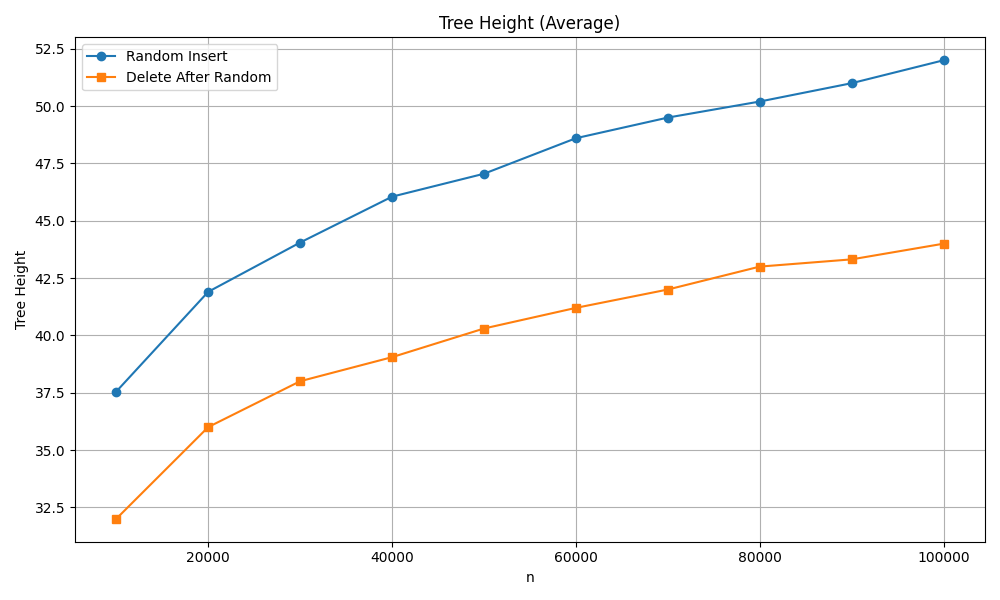 Tree Height (Average)
Random Insert
Delete After Random
Tree Height
52.5
50.0
47.5
45.0
42.5
40.0
37.5
35.0
32.5
20000
40000
60000
80000
100000
n